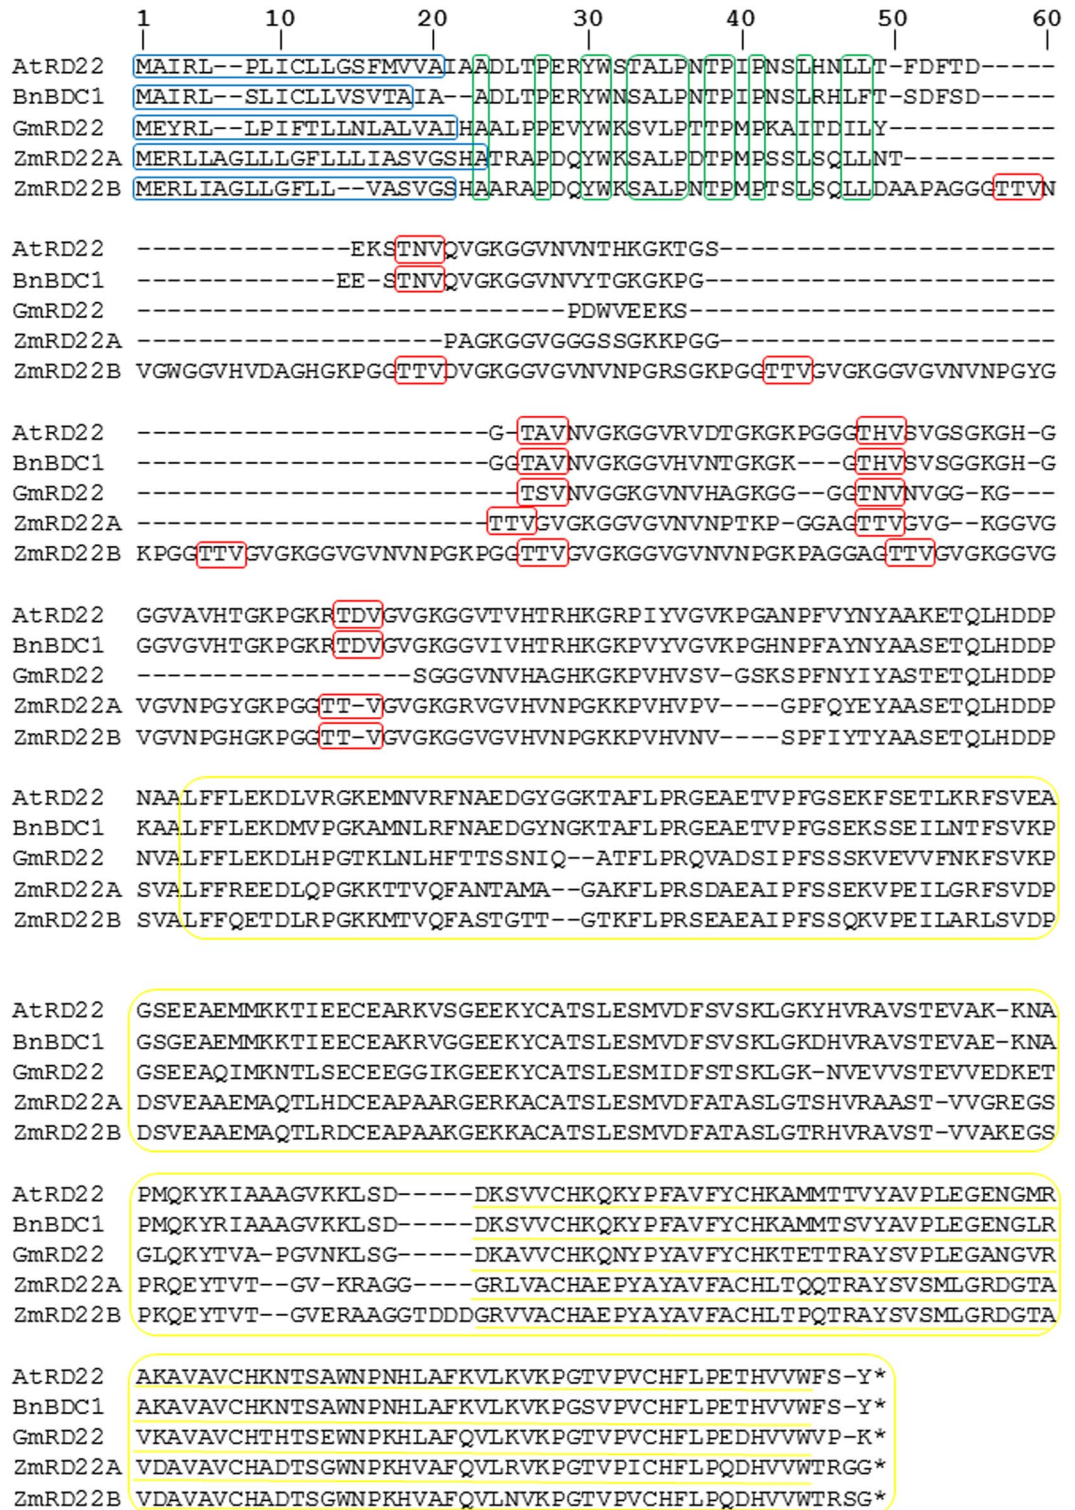 1 10 20 30 40 50 60
AtRD22 MAIRL--PLICLLGSFMVVAIAADLTPERYWSTALPNTPIPNSLHNLLT-FDFTD-----
BnBDC1 MAIRL--SLICLLVSVTAIA--ADLTPERYWNSALPNTPIPNSLRHLFT-SDFSD-----
GmRD22 MEYRL--LPIFTLLNLALVAIHAALPPEVYWKSVLPTTPMPKAITDILY-----------
ZmRD22A MERLLAGLLLGFLLLIASVGSHATRAPDQYWKSALPDTPMPSSLSQLLNT----------
ZmRD22B MERLIAGLLGFLL--VASVGSHAARAPDQYWKSALPNTPMPTSLSQLLDAAPAGGGTTVN
AtRD22 --------------EKSTNVQVGKGGVNVNTHKGKTGS----------------------
BnBDC1 -------------EE-STNVQVGKGGVNVYTGKGKPG-----------------------
GmRD22 ----------------------------PDWVEEKS------------------------
ZmRD22A --------------------PAGKGGVGGGSSGKKPGG----------------------
ZmRD22B VGWGGVHVDAGHGKPGGTTVDVGKGGVGVNVNPGRSGKPGGTTVGVGKGGVGVNVNPGYG
AtRD22 -----------------------G-TAVNVGKGGVRVDTGKGKPGGGTHVSVGSGKGH-G
BnBDC1 -----------------------GGTAVNVGKGGVHVNTGKGK---GTHVSVSGGKGH-G
GmRD22 -------------------------TSVNVGGKGVNVHAGKGG--GGTNVNVGG-KG---
ZmRD22A -----------------------TTVGVGKGGVGVNVNPTKP-GGAGTTVGVG--KGGVG
ZmRD22B KPGGTTVGVGKGGVGVNVNPGKPGGTTVGVGKGGVGVNVNPGKPAGGAGTTVGVGKGGVG
AtRD22 GGVAVHTGKPGKRTDVGVGKGGVTVHTRHKGRPIYVGVKPGANPFVYNYAAKETQLHDDP
BnBDC1 GGVGVHTGKPGKRTDVGVGKGGVIVHTRHKGKPVYVGVKPGHNPFAYNYAASETQLHDDP
GmRD22 ------------------SGGGVNVHAGHKGKPVHVSV-GSKSPFNYIYASTETQLHDDP
ZmRD22A VGVNPGYGKPGGTT-VGVGKGRVGVHVNPGKKPVHVPV----GPFQYEYAASETQLHDDP
ZmRD22B VGVNPGHGKPGGTT-VGVGKGGVGVHVNPGKKPVHVNV----SPFIYTYAASETQLHDDP
AtRD22 NAALFFLEKDLVRGKEMNVRFNAEDGYGGKTAFLPRGEAETVPFGSEKFSETLKRFSVEA
BnBDC1 KAALFFLEKDMVPGKAMNLRFNAEDGYNGKTAFLPRGEAETVPFGSEKSSEILNTFSVKP
GmRD22 NVALFFLEKDLHPGTKLNLHFTTSSNIQ--ATFLPRQVADSIPFSSSKVEVVFNKFSVKP
ZmRD22A SVALFFREEDLQPGKKTTVQFANTAMA--GAKFLPRSDAEAIPFSSEKVPEILGRFSVDP
ZmRD22B SVALFFQETDLRPGKKMTVQFASTGTT--GTKFLPRSEAEAIPFSSQKVPEILARLSVDP
AtRD22 GSEEAEMMKKTIEECEARKVSGEEKYCATSLESMVDFSVSKLGKYHVRAVSTEVAK-KNA
BnBDC1 GSGEAEMMKKTIEECEAKRVGGEEKYCATSLESMVDFSVSKLGKDHVRAVSTEVAE-KNA
GmRD22 GSEEAQIMKNTLSECEEGGIKGEEKYCATSLESMIDFSTSKLGK-NVEVVSTEVVEDKET
ZmRD22A DSVEAAEMAQTLHDCEAPAARGERKACATSLESMVDFATASLGTSHVRAAST-VVGREGS
ZmRD22B DSVEAAEMAQTLRDCEAPAAKGEKKACATSLESMVDFATASLGTRHVRAVST-VVAKEGS
AtRD22 PMQKYKIAAAGVKKLSD-----DKSVVCHKQKYPFAVFYCHKAMMTTVYAVPLEGENGMR
BnBDC1 PMQKYRIAAAGVKKLSD-----DKSVVCHKQKYPFAVFYCHKAMMTSVYAVPLEGENGLR
GmRD22 GLQKYTVA-PGVNKLSG-----DKAVVCHKQNYPYAVFYCHKTETTRAYSVPLEGANGVR
ZmRD22A PRQEYTVT--GV-KRAGG----GRLVACHAEPYAYAVFACHLTQQTRAYSVSMLGRDGTA
ZmRD22B PKQEYTVT--GVERAAGGTDDDGRVVACHAEPYAYAVFACHLTPQTRAYSVSMLGRDGTA
AtRD22 AKAVAVCHKNTSAWNPNHLAFKVLKVKPGTVPVCHFLPETHVVWFS-Y*
BnBDC1 AKAVAVCHKNTSAWNPNHLAFKVLKVKPGSVPVCHFLPETHVVWFS-Y*
GmRD22 VKAVAVCHTHTSEWNPKHLAFQVLKVKPGTVPVCHFLPEDHVVWVP-K*
ZmRD22A VDAVAVCHADTSGWNPKHVAFQVLRVKPGTVPICHFLPQDHVVWTRGG*
ZmRD22B VDAVAVCHADTSGWNPKHVAFQVLNVKPGTVPVCHFLPQDHVVWTRSG*